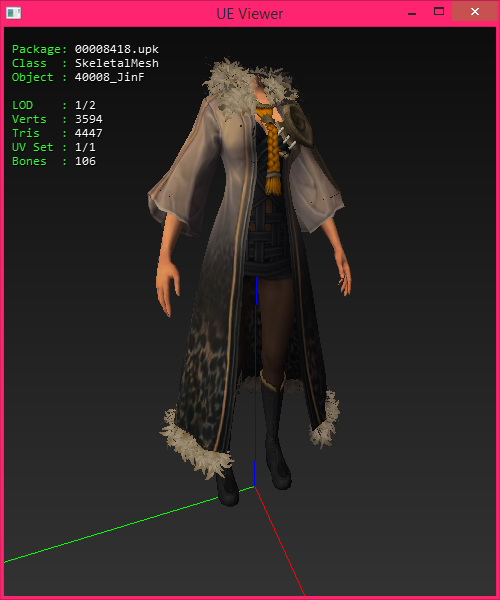 UE Viewer
Package: 00008418.upk
Class  : SkeletalMesh
Object : 40008_JinF
LOD    : 1/2
Verts  : 3594
Tris   : 4447
UV Set : 1/1
Bones  : 106